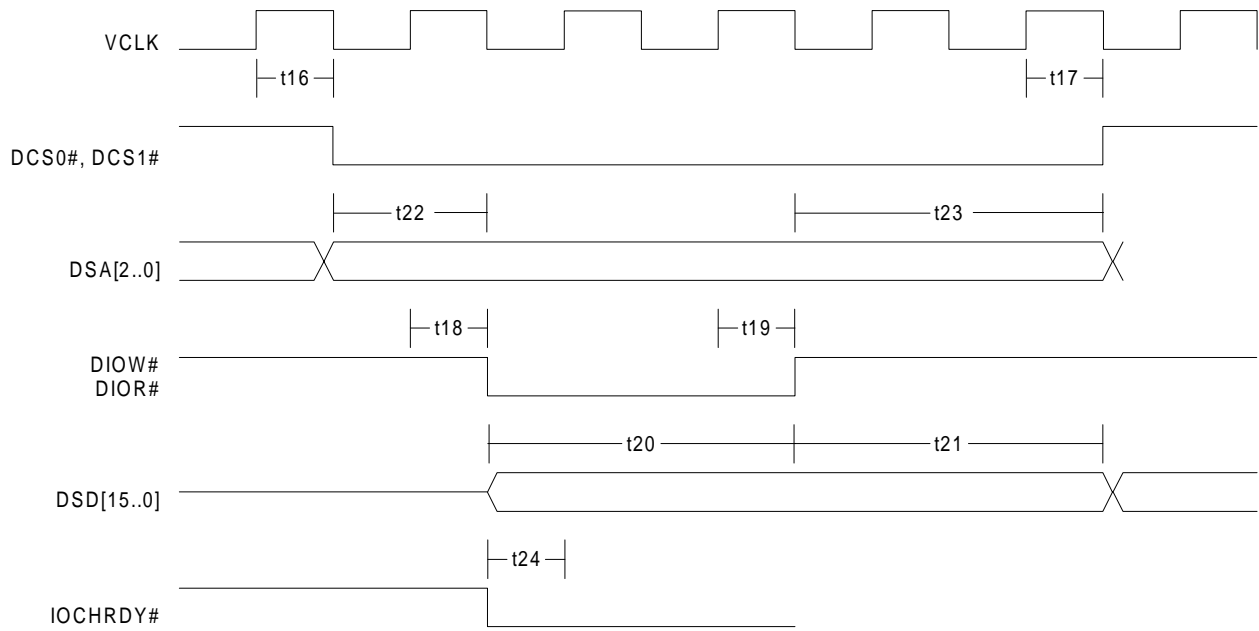 VCLK
t16
t17
DCS0#, DCS1#
t22
t23
DSA[2..0]
t18
t19
DIOW#
DIOR#
t20
t21
DSD[15..0]
t24
IOCHRDY#